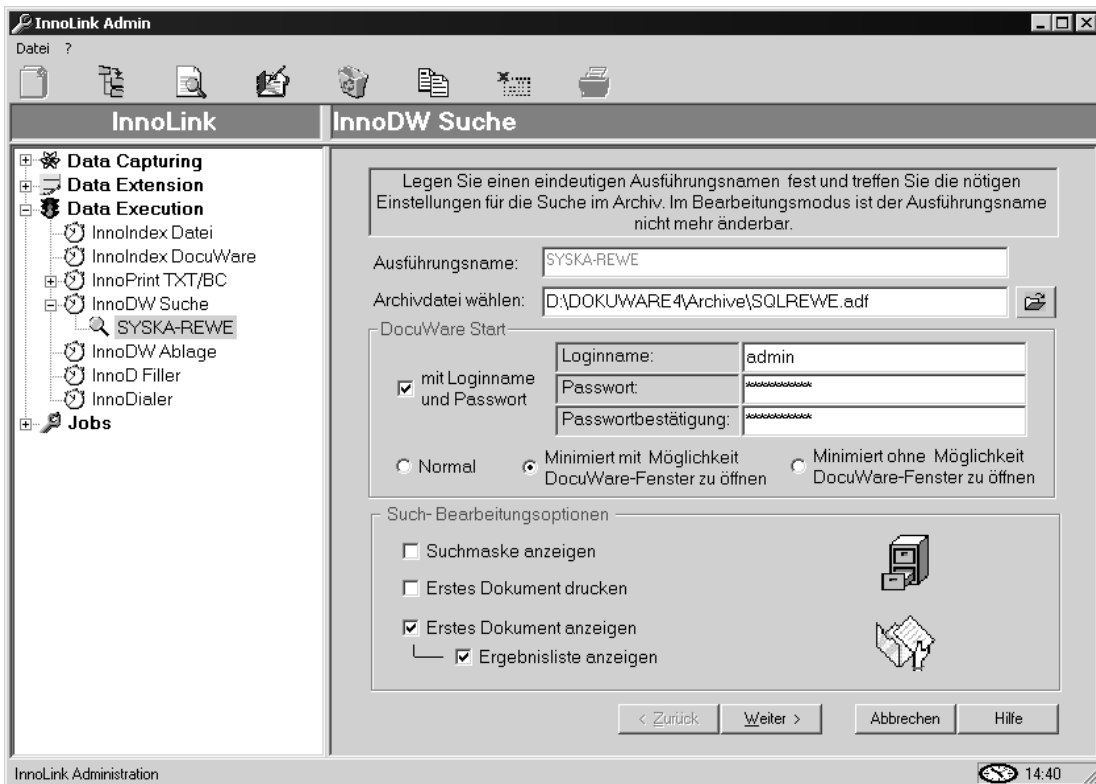 InnoLink Admin
Datei ?
InnoLink
InnoDW Suche
Data Capturing
Data Extension
Data Execution
InnoIndex Datei
InnoIndex DocuWare
InnoPrint TXT/BC
InnoDW Suche
SYSKA-REWE
InnoDW Ablage
InnoD Filler
InnoDialer
Jobs
Legen Sie einen eindeutigen Ausführungsnamen fest und treffen Sie die nötigen
Einstellungen für die Suche im Archiv. Im Bearbeitungsmodus ist der Ausführungsname
nicht mehr änderbar.
Ausführungsname: SYSKA-REWE
Archivdatei wählen: D:\DOKUWARE4\Archive\SQLREWE.adf
DocuWare Start
mit Loginname
und Passwort
Loginname: admin
Passwort: ***********
Passwortbestätigung: ***********
Normal
Minimiert mit Möglichkeit
DocuWare-Fenster zu öffnen
Minimiert ohne Möglichkeit
DocuWare-Fenster zu öffnen
Such- Bearbeitungsoptionen
Suchmaske anzeigen
Erstes Dokument drucken
Erstes Dokument anzeigen
Ergebnisliste anzeigen
< Zurück Weiter > Abbrechen Hilfe
InnoLink Administration 14:40